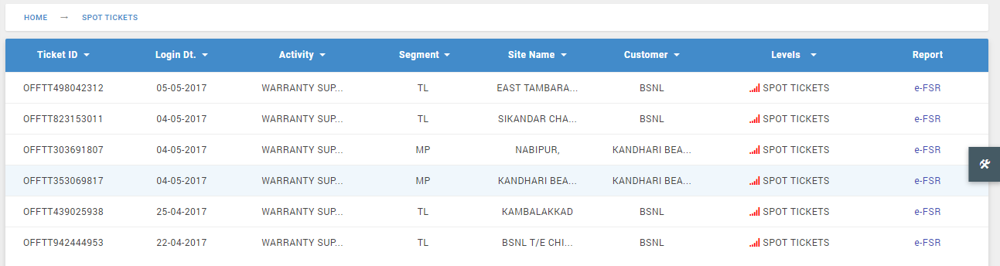 HOME → SPOT TICKETS
Ticket ID Login Dt. Activity Segment Site Name Customer Levels Report
OFFTT498042312 05-05-2017 WARRANTY SUP... TL EAST TAMBARA... BSNL SPOT TICKETS e-FSR
OFFTT823153011 04-05-2017 WARRANTY SUP... TL SIKANDAR CHA... BSNL SPOT TICKETS e-FSR
OFFTT303691807 04-05-2017 WARRANTY SUP... MP NABIPUR, KANDHARI BEA... SPOT TICKETS e-FSR
OFFTT353069817 04-05-2017 WARRANTY SUP... MP KANDHARI BEA... KANDHARI BEA... SPOT TICKETS e-FSR
OFFTT439025938 25-04-2017 WARRANTY SUP... TL KAMBALAKKAD BSNL SPOT TICKETS e-FSR
OFFTT942444953 22-04-2017 WARRANTY SUP... TL BSNL T/E CHI... BSNL SPOT TICKETS e-FSR